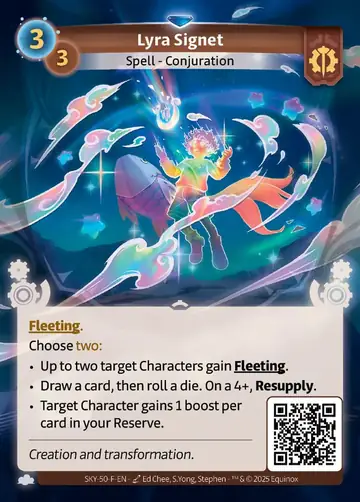 3
Lyra Signet
3
Spell - Conjuration
Fleeting.
Choose two:
• Up to two target Characters gain Fleeting.
• Draw a card, then roll a die. On a 4+, Resupply.
• Target Character gains 1 boost per
card in your Reserve.
Creation and transformation.
SKY-50-F-EN - Ed Chee, S.Yong, Stephen - ™ & © 2025 Equinox